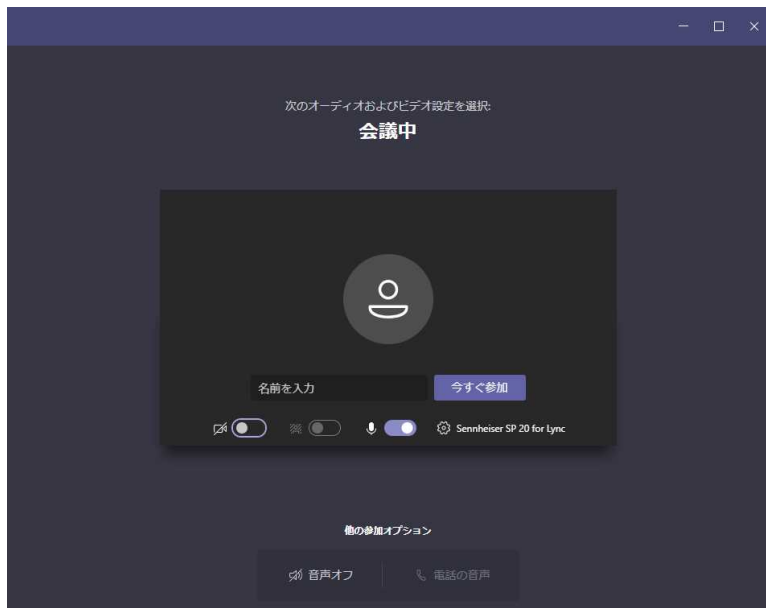 次のオーディオおよびビデオ設定を選択:
会議中
名前を入力
今すぐ参加
Sennheiser SP 20 for Lync
他の参加オプション
音声オフ
電話の音声